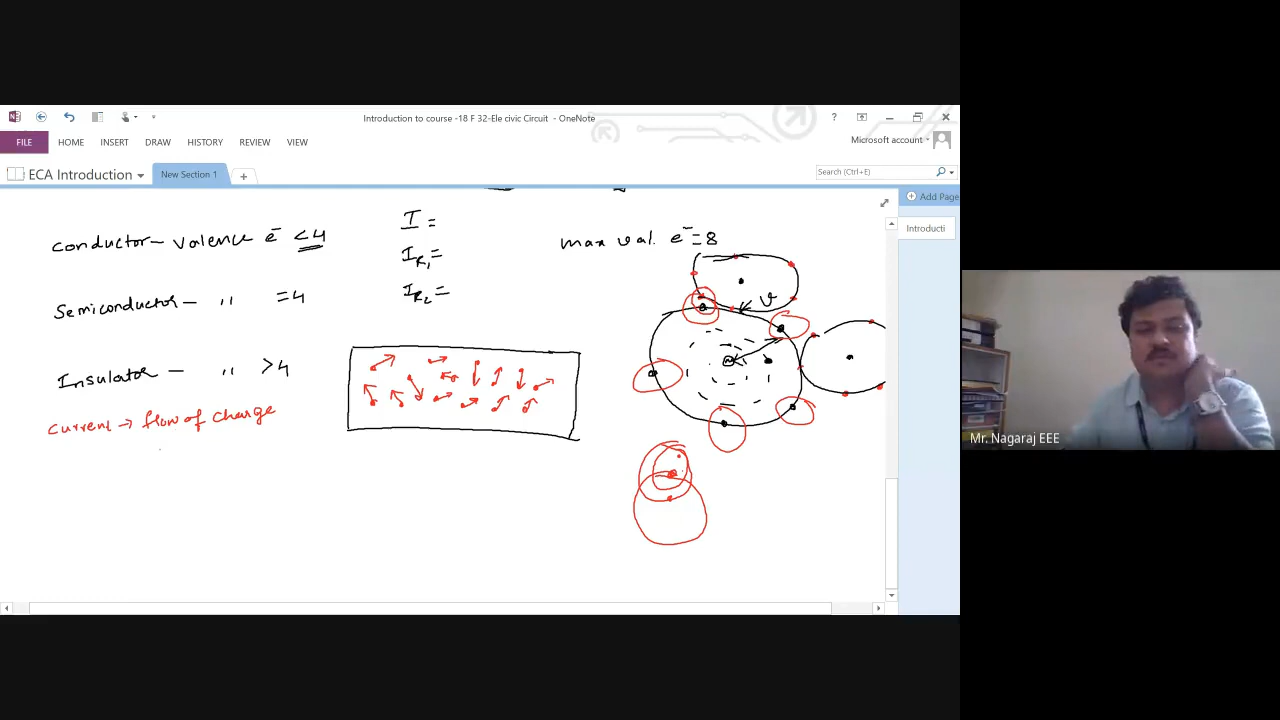 Introduction to course -18 F 32-Ele civic Circuit - OneNote
?
FILE
HOME
INSERT
DRAW
HISTORY
REVIEW
VIEW
Microsoft account
ECA Introduction
New Section 1
+
Search (Ctrl+E)
Add Page
Introducti
conductor - valence e- <4
Semiconductor - " =4
Insulator - " >4
current → flow of charge
I =
IR1 =
IR2 =
max val. e- = 8
Mr. Nagaraj EEE